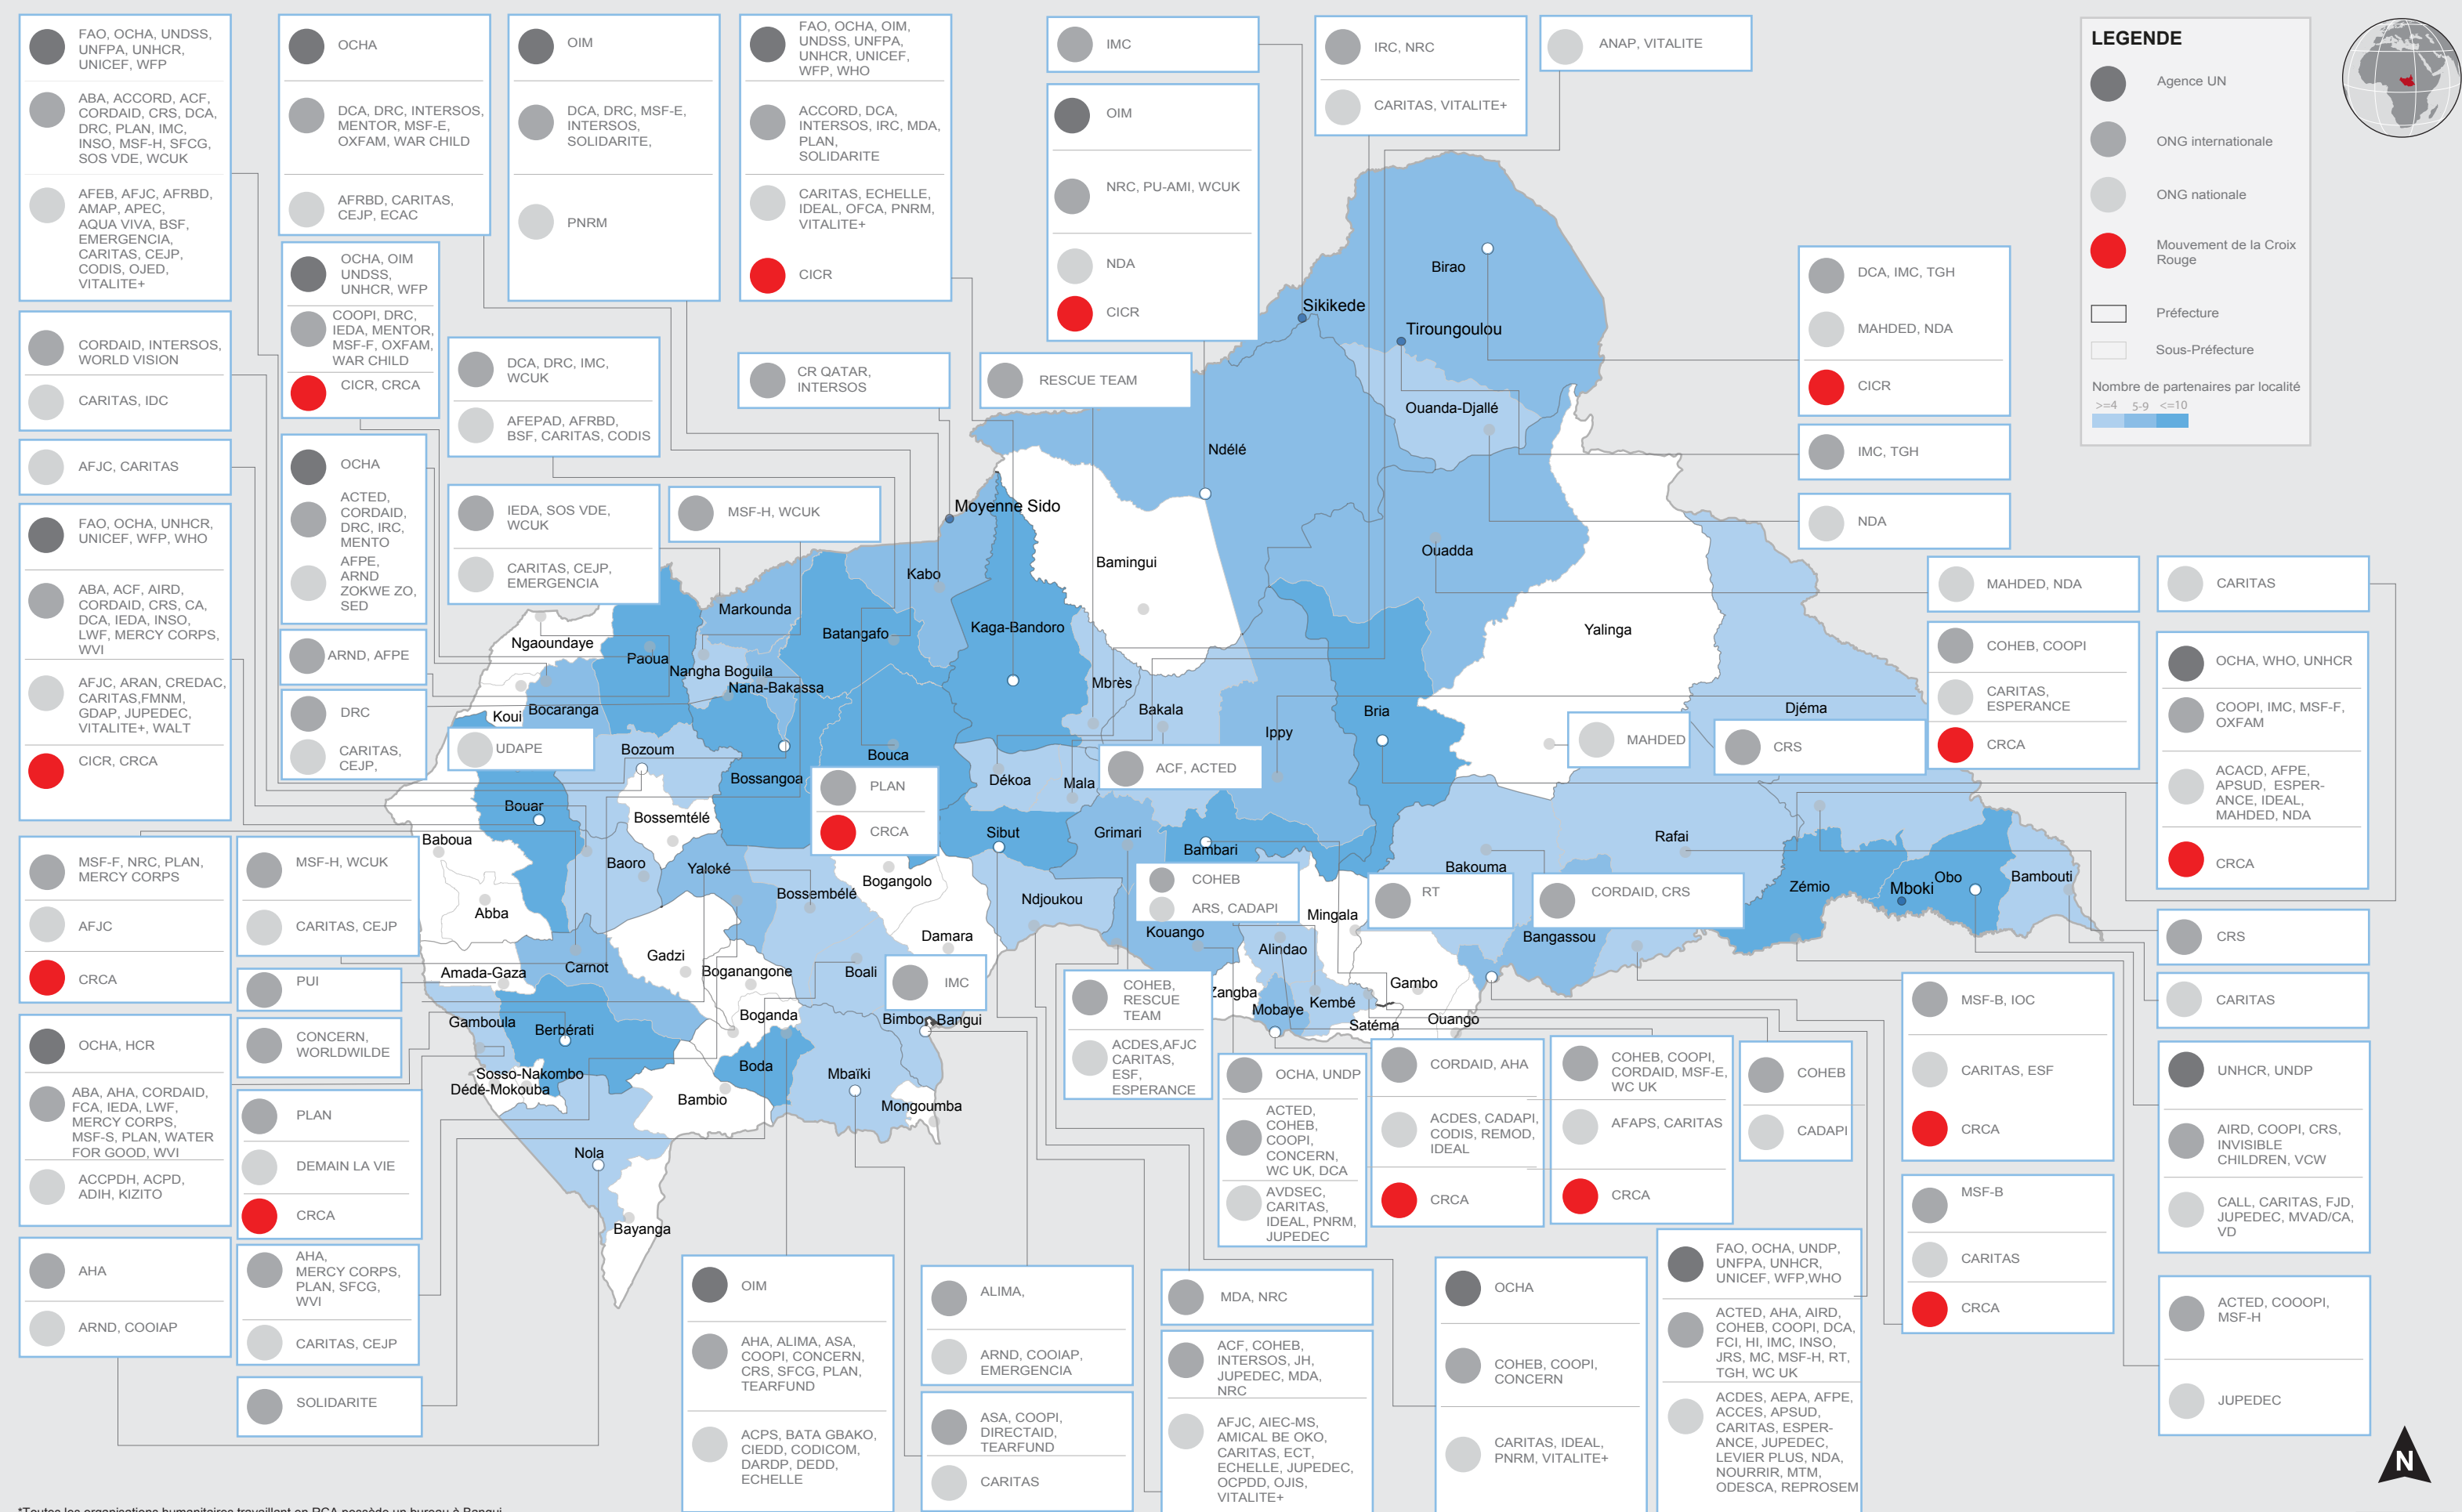 FAO, OCHA, UNDSS,
UNFPA, UNHCR,
UNICEF, WFP
ABA, ACCORD, ACF,
CORDAID, CRS, DCA,
DRC, PLAN, IMC,
INSO, MSF-H, SFCG,
SOS VDE, WCUK
AFEB, AFJC, AFRBD,
AMAP, APEC,
AQUA VIVA, BSF,
EMERGENCIA,
CARITAS, CEJP,
CODIS, OJED,
VITALITE+
OCHA
DCA, DRC, INTERSOS,
MENTOR, MSF-E,
OXFAM, WAR CHILD
AFRBD, CARITAS,
CEJP, ECAC
OIM
DCA, DRC, MSF-E,
INTERSOS,
SOLIDARITE,
PNRM
FAO, OCHA, OIM,
UNDSS, UNFPA,
UNHCR, UNICEF,
WFP, WHO
ACCORD, DCA,
INTERSOS, IRC, MDA,
PLAN,
SOLIDARITE
CARITAS, ECHELLE,
IDEAL, OFCA, PNRM,
VITALITE+
CICR
IMC
OIM
NRC, PU-AMI, WCUK
NDA
CICR
IRC, NRC
CARITAS, VITALITE+
ANAP, VITALITE
LEGENDE
Agence UN
ONG internationale
ONG nationale
Mouvement de la Croix
Rouge
Préfecture
Sous-Préfecture
Nombre de partenaires par localité
>=4 5-9 <=10
OCHA, OIM
UNDSS,
UNHCR, WFP
COOPI, DRC,
IEDA, MENTOR,
MSF-F, OXFAM,
WAR CHILD
CICR, CRCA
CORDAID, INTERSOS,
WORLD VISION
CARITAS, IDC
DCA, DRC, IMC,
WCUK
AFEPAD, AFRBD,
BSF, CARITAS, CODIS
CR QATAR,
INTERSOS
RESCUE TEAM
DCA, IMC, TGH
MAHDED, NDA
CICR
IMC, TGH
NDA
AFJC, CARITAS
OCHA
ACTED,
CORDAID,
DRC, IRC,
MENTO
AFPE,
ARND
ZOKWE ZO,
SED
IEDA, SOS VDE,
WCUK
CARITAS, CEJP,
EMERGENCIA
MSF-H, WCUK
FAO, OCHA, UNHCR,
UNICEF, WFP, WHO
ABA, ACF, AIRD,
CORDAID, CRS, CA,
DCA, IEDA, INSO,
LWF, MERCY CORPS,
WVI
AFJC, ARAN, CREDAC,
CARITAS,FMNM,
GDAP, JUPEDEC,
VITALITE+, WALT
CICR, CRCA
ARND, AFPE
DRC
CARITAS,
CEJP,
UDAPE
MAHDED, NDA
CARITAS
COHEB, COOPI
CARITAS,
ESPERANCE
CRCA
OCHA, WHO, UNHCR
COOPI, IMC, MSF-F,
OXFAM
ACACD, AFPE,
APSUD, ESPER-
ANCE, IDEAL,
MAHDED, NDA
CRCA
MAHDED
CRS
ACF, ACTED
PLAN
CRCA
Birao
Sikikede
Tiroungoulou
Ouanda-Djallé
Ndélé
Moyenne Sido
Bamingui
Ouadda
Yalinga
Kabo
Markounda
Batangafo
Kaga-Bandoro
Ngaoundaye
Paoua
Nangha Boguila
Nana-Bakassa
Koui
Bocaranga
Mbrès
Bakala
Ippy
Bria
Djéma
Bozoum
Bouca
Bossangoa
Dékoa
Mala
Bouar
Bossemtélé
Sibut
Grimari
Bambari
Baboua
Baoro
Yaloké
Bossembélé
Bogangolo
Ndjoukou
Rafai
Bakouma
Zémio
Mboki
Obo
Bambouti
Abba
Gadzi
Damara
Kouango
Mingala
Bangassou
Alindao
Amada-Gaza
Carnot
Boganangone
Boali
Zangba
Mobaye
Kembé
Gambo
Satéma
Ouango
Gamboula
Berbérati
Boganda
Bimbo
Bangui
Sosso-Nakombo
Dédé-Mokouba
Boda
Mbaïki
Bambio
Mongoumba
Nola
Bayanga
MSF-F, NRC, PLAN,
MERCY CORPS
AFJC
CRCA
MSF-H, WCUK
CARITAS, CEJP
PUI
CONCERN,
WORLDWILDE
IMC
COHEB
ARS, CADAPI
RT
CORDAID, CRS
CRS
CARITAS
OCHA, HCR
ABA, AHA, CORDAID,
FCA, IEDA, LWF,
MERCY CORPS,
MSF-S, PLAN, WATER
FOR GOOD, WVI
ACCPDH, ACPD,
ADIH, KIZITO
PLAN
DEMAIN LA VIE
CRCA
COHEB,
RESCUE
TEAM
ACDES,AFJC
CARITAS,
ESF,
ESPERANCE
OCHA, UNDP
ACTED,
COHEB,
COOPI,
CONCERN,
WC UK, DCA
AVDSEC,
CARITAS,
IDEAL, PNRM,
JUPEDEC
CORDAID, AHA
ACDES, CADAPI,
CODIS, REMOD,
IDEAL
CRCA
COHEB, COOPI,
CORDAID, MSF-E,
WC UK
AFAPS, CARITAS
CRCA
COHEB
CADAPI
MSF-B, IOC
CARITAS, ESF
CRCA
MSF-B
CARITAS
CRCA
UNHCR, UNDP
AIRD, COOPI, CRS,
INVISIBLE
CHILDREN, VCW
CALL, CARITAS, FJD,
JUPEDEC, MVAD/CA,
VD
ACTED, COOOPI,
MSF-H
JUPEDEC
AHA
ARND, COOIAP
AHA,
MERCY CORPS,
PLAN, SFCG,
WVI
CARITAS, CEJP
SOLIDARITE
OIM
AHA, ALIMA, ASA,
COOPI, CONCERN,
CRS, SFCG, PLAN,
TEARFUND
ACPS, BATA GBAKO,
CIEDD, CODICOM,
DARDP, DEDD,
ECHELLE
ALIMA,
ARND, COOIAP,
EMERGENCIA
ASA, COOPI,
DIRECTAID,
TEARFUND
CARITAS
MDA, NRC
ACF, COHEB,
INTERSOS, JH,
JUPEDEC, MDA,
NRC
AFJC, AIEC-MS,
AMICAL BE OKO,
CARITAS, ECT,
ECHELLE, JUPEDEC,
OCPDD, OJIS,
VITALITE+
OCHA
COHEB, COOPI,
CONCERN
CARITAS, IDEAL,
PNRM, VITALITE+
FAO, OCHA, UNDP,
UNFPA, UNHCR,
UNICEF, WFP,WHO
ACTED, AHA, AIRD,
COHEB, COOPI, DCA,
FCI, HI, IMC, INSO,
JRS, MC, MSF-H, RT,
TGH, WC UK
ACDES, AEPA, AFPE,
ACCES, APSUD,
CARITAS, ESPER-
ANCE, JUPEDEC,
LEVIER PLUS, NDA,
NOURRIR, MTM,
ODESCA, REPROSEM
N
*Toutes les organisations humanitaires travaillant en RCA possède un bureau à Bangui